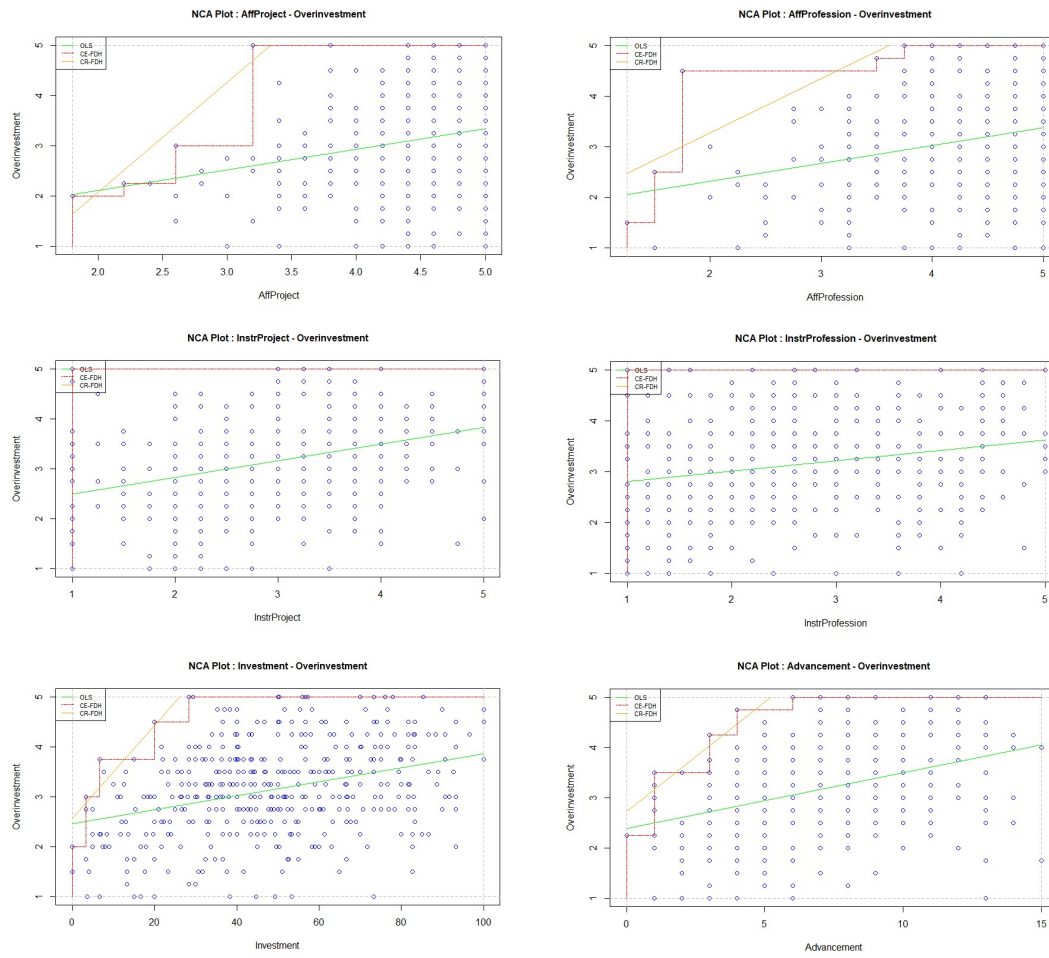 NCA Plot : AffProject - Overinvestment
OLS
CE-FDH
CR-FDH
Overinvestment
5
4
3
2
1
2.0 2.5 3.0 3.5 4.0 4.5 5.0
AffProject
NCA Plot : AffProfession - Overinvestment
OLS
CE-FDH
CR-FDH
Overinvestment
5
4
3
2
1
2 3 4 5
AffProfession
NCA Plot : InstrProject - Overinvestment
OLS
CE-FDH
CR-FDH
Overinvestment
5
4
3
2
1
1 2 3 4 5
InstrProject
NCA Plot : InstrProfession - Overinvestment
OLS
CE-FDH
CR-FDH
Overinvestment
5
4
3
2
1
1 2 3 4 5
InstrProfession
NCA Plot : Investment - Overinvestment
OLS
CE-FDH
CR-FDH
Overinvestment
5
4
3
2
1
0 20 40 60 80 100
Investment
NCA Plot : Advancement - Overinvestment
OLS
CE-FDH
CR-FDH
Overinvestment
5
4
3
2
1
0 5 10 15
Advancement